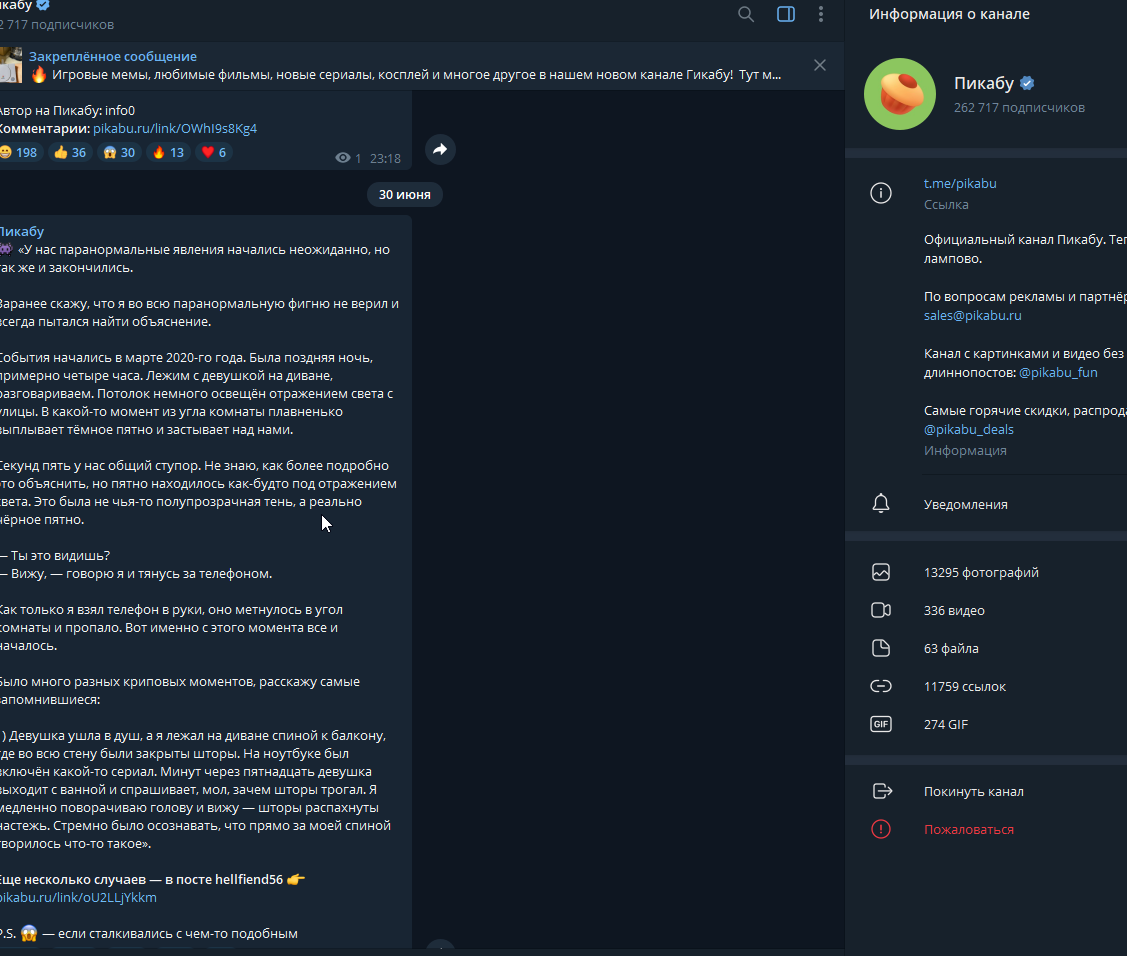 икабу
2 717 подписчиков
Закреплённое сообщение
🔥 Игровые мемы, любимые фильмы, новые сериалы, косплей и многое другое в нашем новом канале Гикабу! Тут м...
Автор на Пикабу: info0
Комментарии: pikabu.ru/link/OWhI9s8Kg4
😀 198 👍 36 😱 30 🔥 13 ❤️ 6
1 23:18
30 июня
Пикабу
👾 «У нас паранормальные явления начались неожиданно, но
так же и закончились.
Заранее скажу, что я во всю паранормальную фигню не верил и
всегда пытался найти объяснение.
События начались в марте 2020-го года. Была поздняя ночь,
примерно четыре часа. Лежим с девушкой на диване,
разговариваем. Потолок немного освещён отражением света с
улицы. В какой-то момент из угла комнаты плавненько
выплывает тёмное пятно и застывает над нами.
Секунд пять у нас общий ступор. Не знаю, как более подробно
это объяснить, но пятно находилось как-будто под отражением
света. Это была не чья-то полупрозрачная тень, а реально
чёрное пятно.
— Ты это видишь?
— Вижу, — говорю я и тянусь за телефоном.
Как только я взял телефон в руки, оно метнулось в угол
комнаты и пропало. Вот именно с этого момента все и
началось.
Было много разных криповых моментов, расскажу самые
запомнившиеся:
) Девушка ушла в душ, а я лежал на диване спиной к балкону,
где во всю стену были закрыты шторы. На ноутбуке был
включён какой-то сериал. Минут через пятнадцать девушка
выходит с ванной и спрашивает, мол, зачем шторы трогал. Я
медленно поворачиваю голову и вижу — шторы распахнуты
настежь. Стремно было осознавать, что прямо за моей спиной
творилось что-то такое».
Еще несколько случаев — в посте hellfiend56 👉
pikabu.ru/link/oU2LLjYkkm
P.S. 😱 — если сталкивались с чем-то подобным
Информация о канале
Пикабу
262 717 подписчиков
t.me/pikabu
Ссылка
Официальный канал Пикабу. Теп
лампово.
По вопросам рекламы и партнёр
sales@pikabu.ru
Канал с картинками и видео без
длиннопостов: @pikabu_fun
Самые горячие скидки, распрода
@pikabu_deals
Информация
Уведомления
13295 фотографий
336 видео
63 файла
11759 ссылок
GIF 274 GIF
Покинуть канал
Пожаловаться